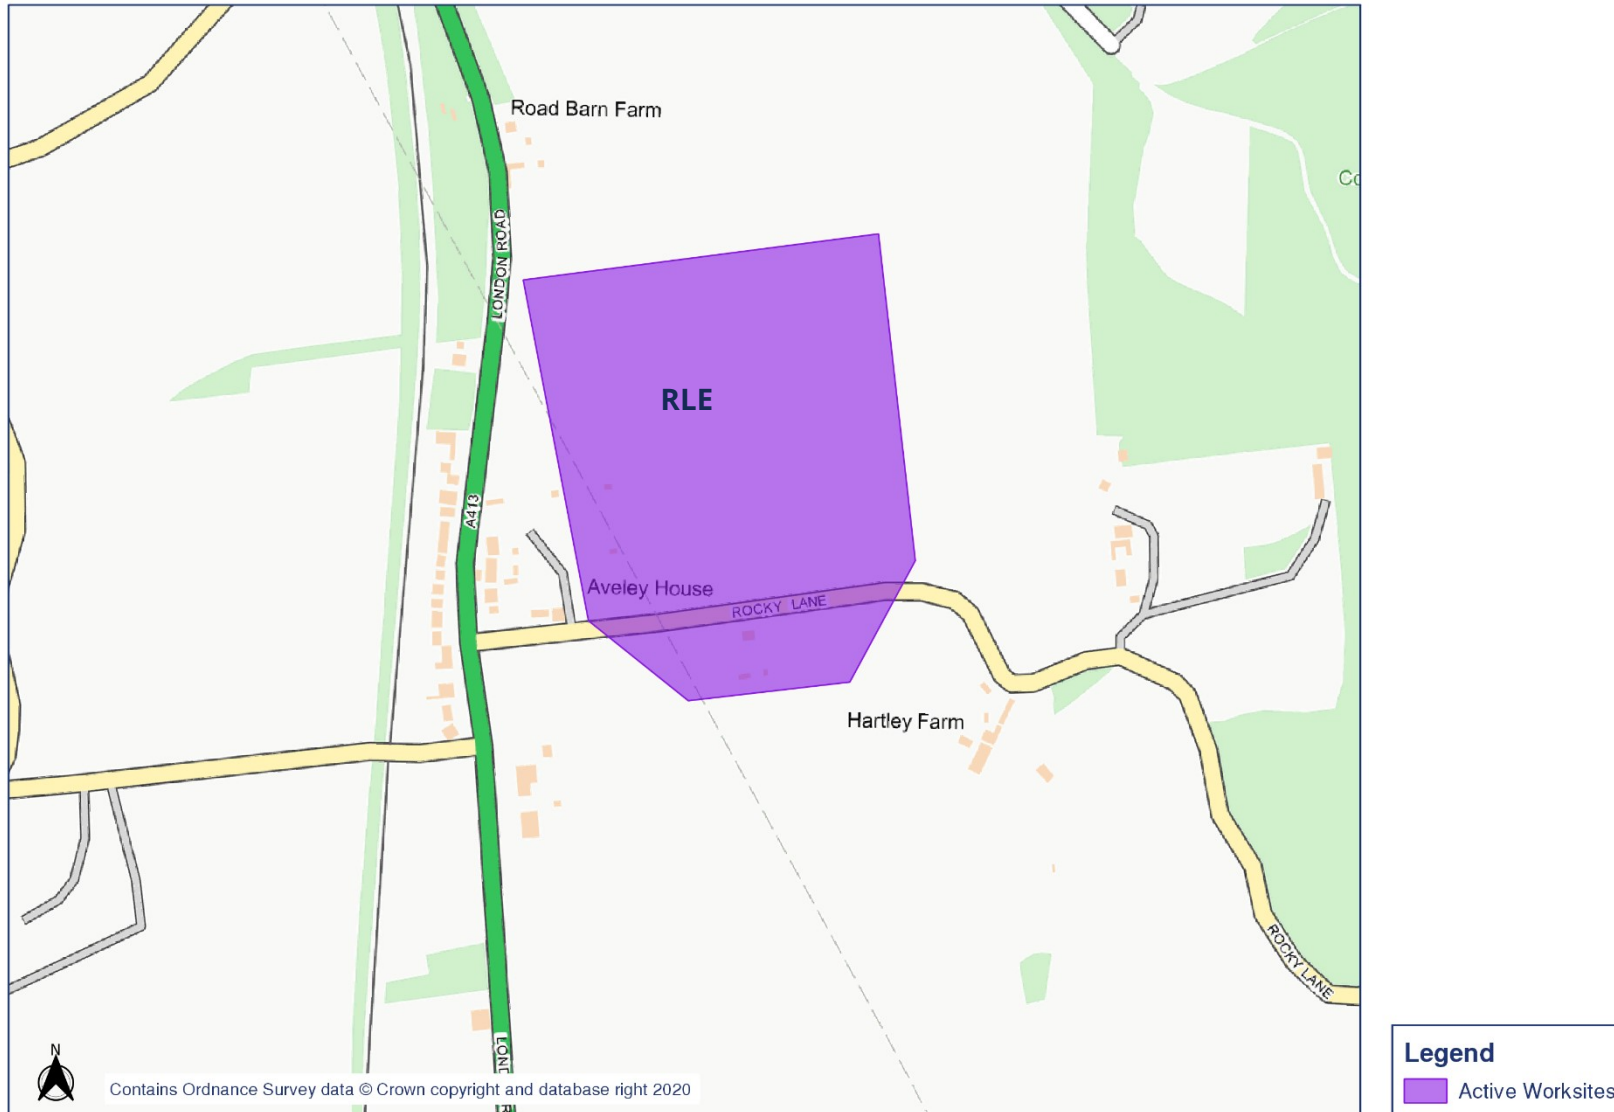 Road Barn Farm
Co
LONDON ROAD
RLE
A413
Aveley House
ROCKY LANE
Hartley Farm
ROCKY LANE
N
Contains Ordnance Survey data © Crown copyright and database right 2020
Legend
Active Worksites